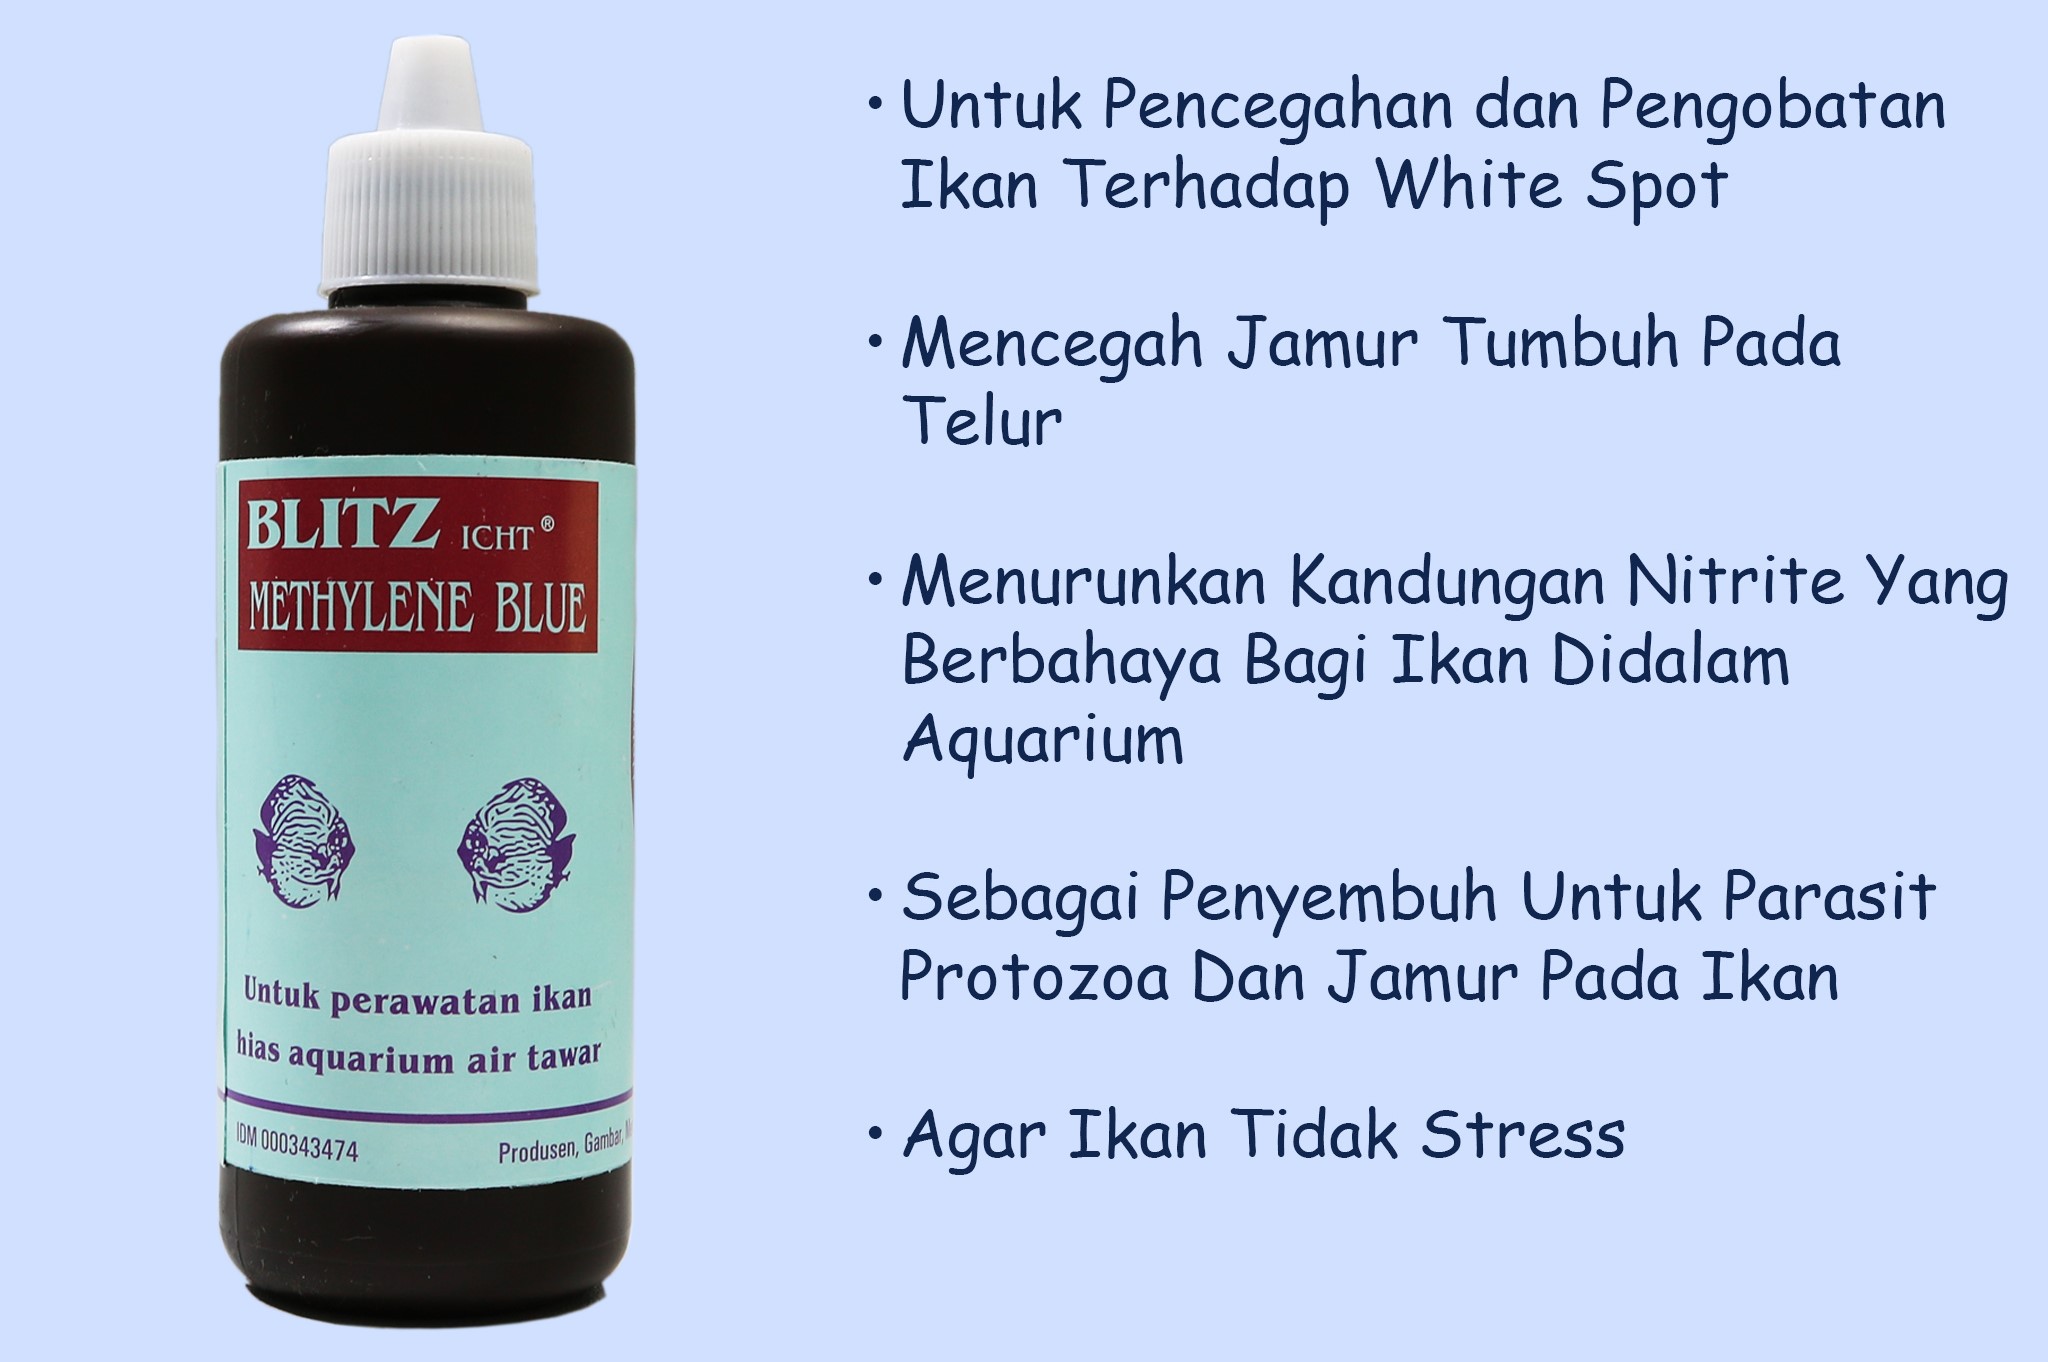 BLITZ ICHT®
METHYLENE BLUE
Untuk perawatan ikan
hias aquarium air tawar
IDM 000343474
Produsen, Gambar,
• Untuk Pencegahan dan Pengobatan
Ikan Terhadap White Spot
• Mencegah Jamur Tumbuh Pada
Telur
• Menurunkan Kandungan Nitrite Yang
Berbahaya Bagi Ikan Didalam
Aquarium
• Sebagai Penyembuh Untuk Parasit
Protozoa Dan Jamur Pada Ikan
• Agar Ikan Tidak Stress